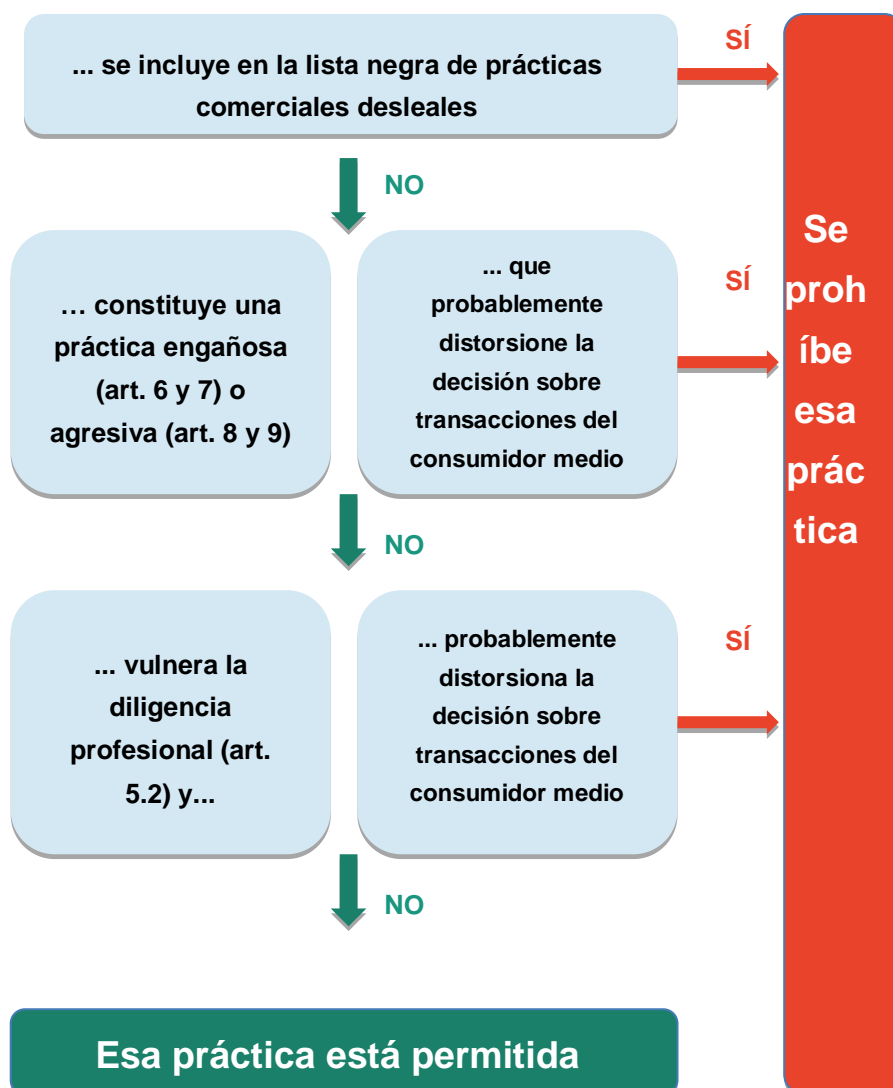 ... se incluye en la lista negra de prácticas
comerciales desleales
SÍ
NO
… constituye una
práctica engañosa
(art. 6 y 7) o
agresiva (art. 8 y 9)
... que
probablemente
distorsione la
decisión sobre
transacciones del
consumidor medio
SÍ
NO
... vulnera la
diligencia
profesional (art.
5.2) y...
... probablemente
distorsiona la
decisión sobre
transacciones del
consumidor medio
SÍ
NO
Esa práctica está permitida
Se
proh
íbe
esa
prác
tica